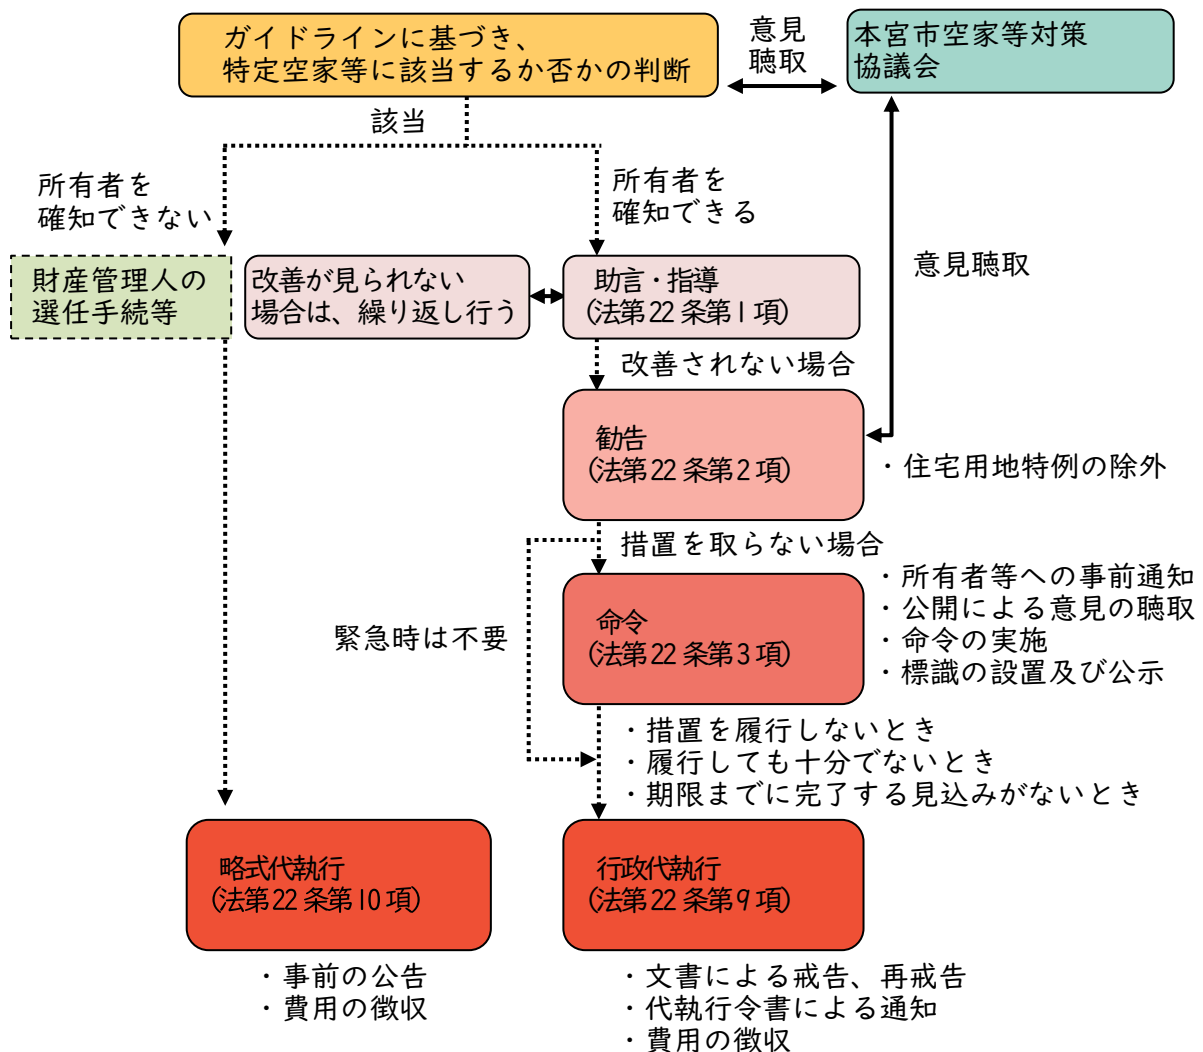 ガイドラインに基づき、
特定空家等に該当するか否かの判断
意見
聴取
本宮市空家等対策
協議会
該当
所有者を
確知できない
所有者を
確知できる
意見聴取
財産管理人の
選任手続等
改善が見られない
場合は、繰り返し行う
助言・指導
(法第22条第1項)
改善されない場合
勧告
(法第22条第2項)
・住宅用地特例の除外
措置を取らない場合
緊急時は不要
命令
(法第22条第3項)
・所有者等への事前通知
・公開による意見の聴取
・命令の実施
・標識の設置及び公示
・措置を履行しないとき
・履行しても十分でないとき
・期限までに完了する見込みがないとき
略式代執行
(法第22条第10項)
・事前の公告
・費用の徴収
行政代執行
(法第22条第9項)
・文書による戒告、再戒告
・代執行令書による通知
・費用の徴収